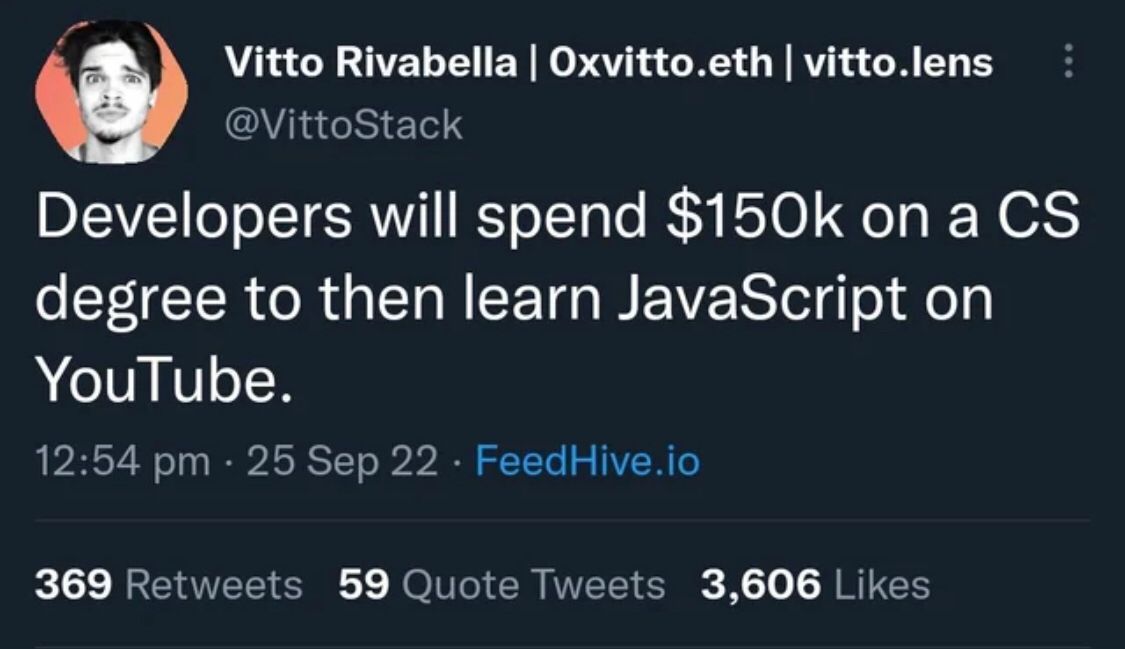 Vitto Rivabella | 0xvitto.eth | vitto.lens
@VittoStack
Developers will spend $150k on a CS
degree to then learn JavaScript on
YouTube.
12:54 pm · 25 Sep 22 · FeedHive.io
369 Retweets 59 Quote Tweets 3,606 Likes